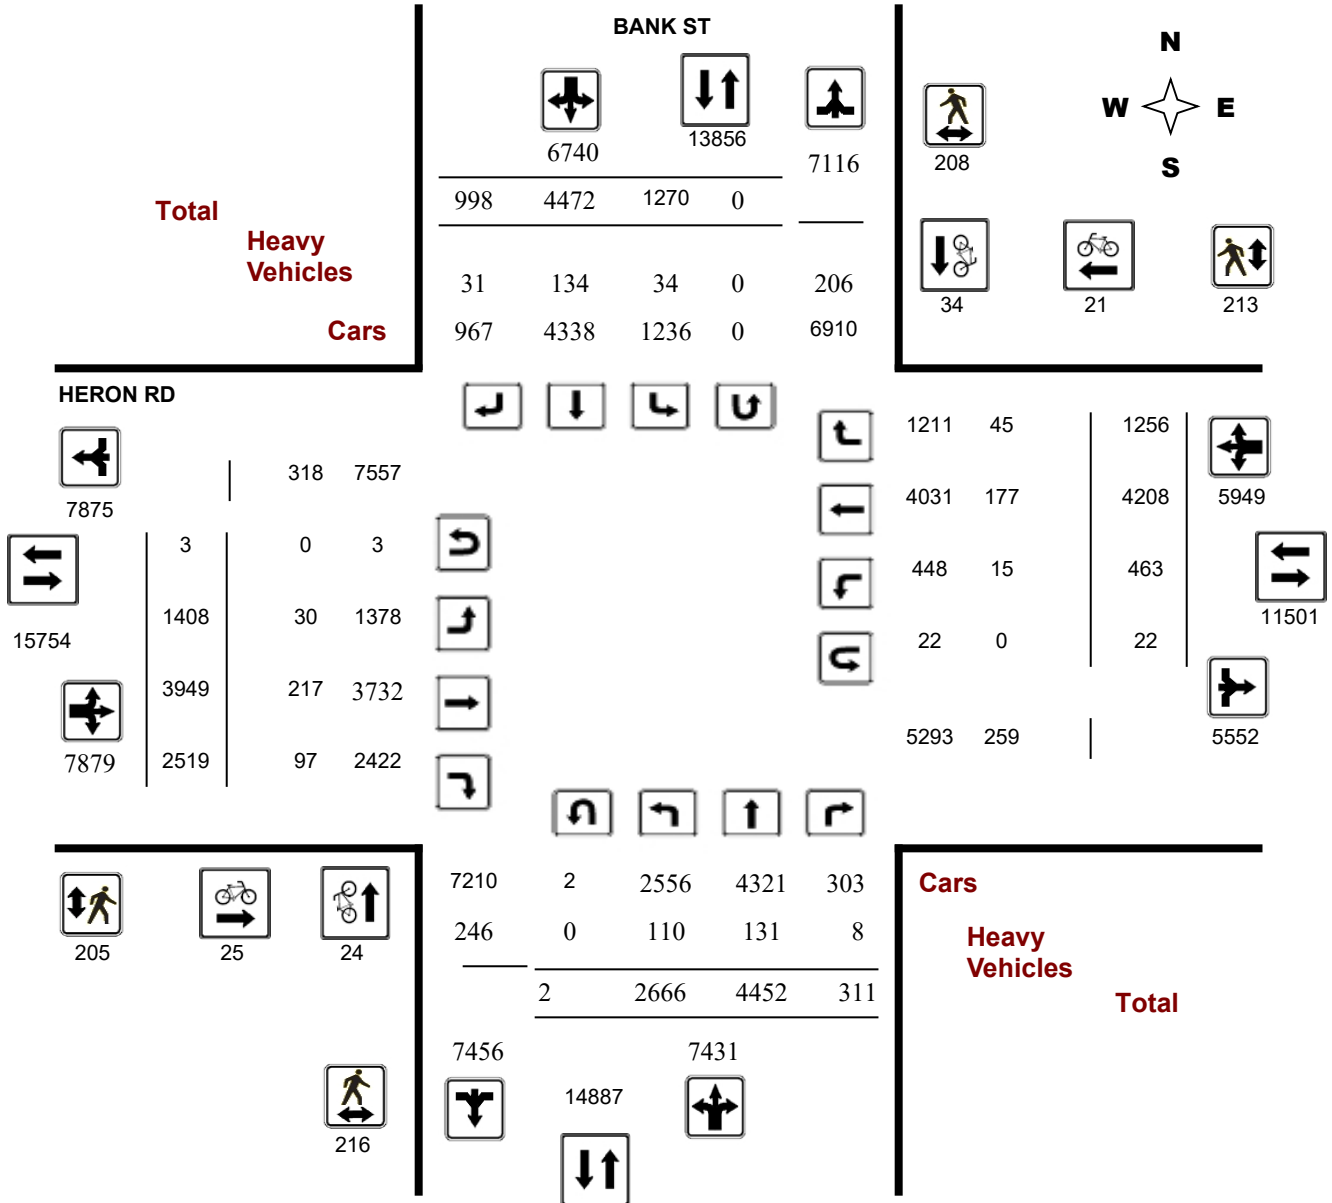 BANK ST
N
W E
S
6740 13856 7116 208
998 4472 1270 0
Total
Heavy
Vehicles
31 134 34 0 206
34 21 213
Cars
967 4338 1236 0 6910
HERON RD
1211 45 1256
318 7557
7875
4031 177 4208 5949
3 0 3
448 15 463
1408 30 1378
11501
15754
22 0 22
3949 217 3732
5293 259 5552
7879 2519 97 2422
7210 2 2556 4321 303
Cars
246 0 110 131 8
Heavy
Vehicles
205 25 24
2 2666 4452 311
Total
7456 7431
14887
216